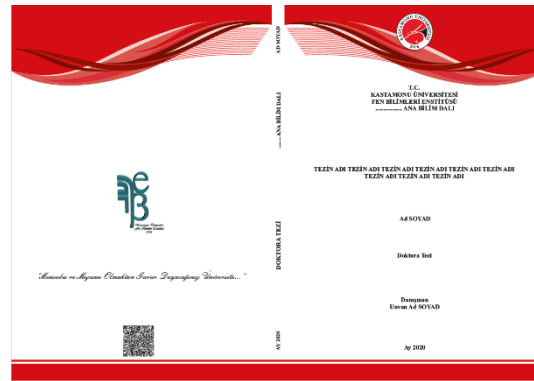 "Mensubu ve Mezunu Olmaktan Gurur Duyacağınız Üniversite..."
AD SOYAD
........ ANA BİLİM DALI
DOKTORA TEZİ
AY 2020
T.C.
KASTAMONU ÜNİVERSİTESİ
FEN BİLİMLERİ ENSTİTÜSÜ
.............. ANA BİLİM DALI
TEZİN ADI TEZİN ADI TEZİN ADI TEZİN ADI TEZİN ADI TEZİN ADI
TEZİN ADI TEZİN ADI TEZİN ADI
Ad SOYAD
Doktora Tezi
Danışman
Unvan Ad SOYAD
Ay 2020